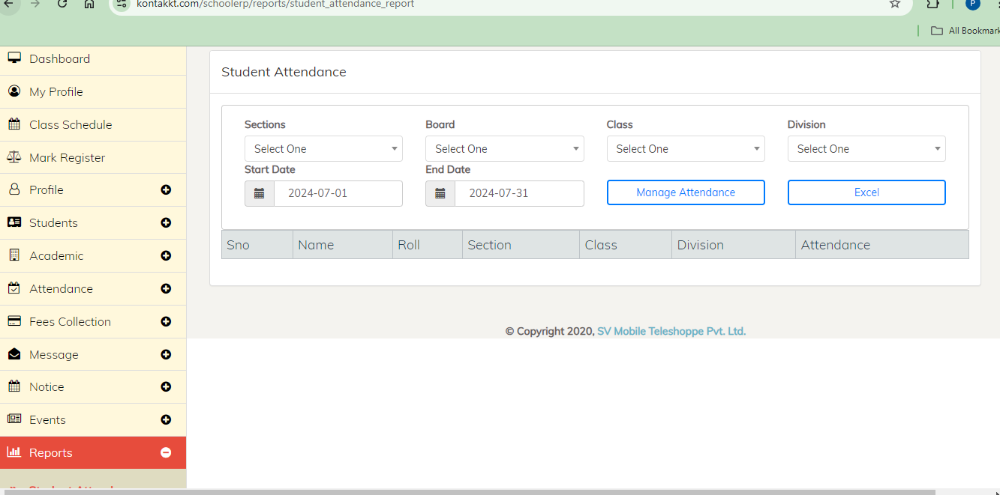 kontakkt.com/schoolerp/reports/student_attendance_report
P
All Bookmark
Dashboard
My Profile
Class Schedule
Mark Register
Profile
Students
Academic
Attendance
Fees Collection
Message
Notice
Events
Reports
Student Attendance
Sections Board Class Division
Select One Select One Select One Select One
Start Date End Date
2024-07-01 2024-07-31 Manage Attendance Excel
Sno Name Roll Section Class Division Attendance
© Copyright 2020, SV Mobile Teleshoppe Pvt. Ltd.